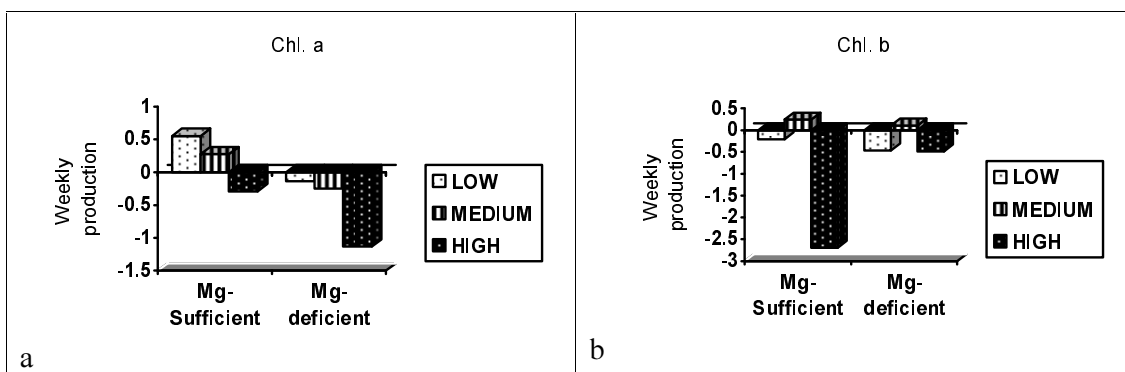 Chl. a
Weekly
production
1
0.5
0
-0.5
-1
-1.5
Mg-
Sufficient
Mg-
deficient
LOW
MEDIUM
HIGH
a
Chl. b
Weekly
production
0.5
0
-0.5
-1
-1.5
-2
-2.5
-3
Mg-
Sufficient
Mg-
deficient
LOW
MEDIUM
HIGH
b